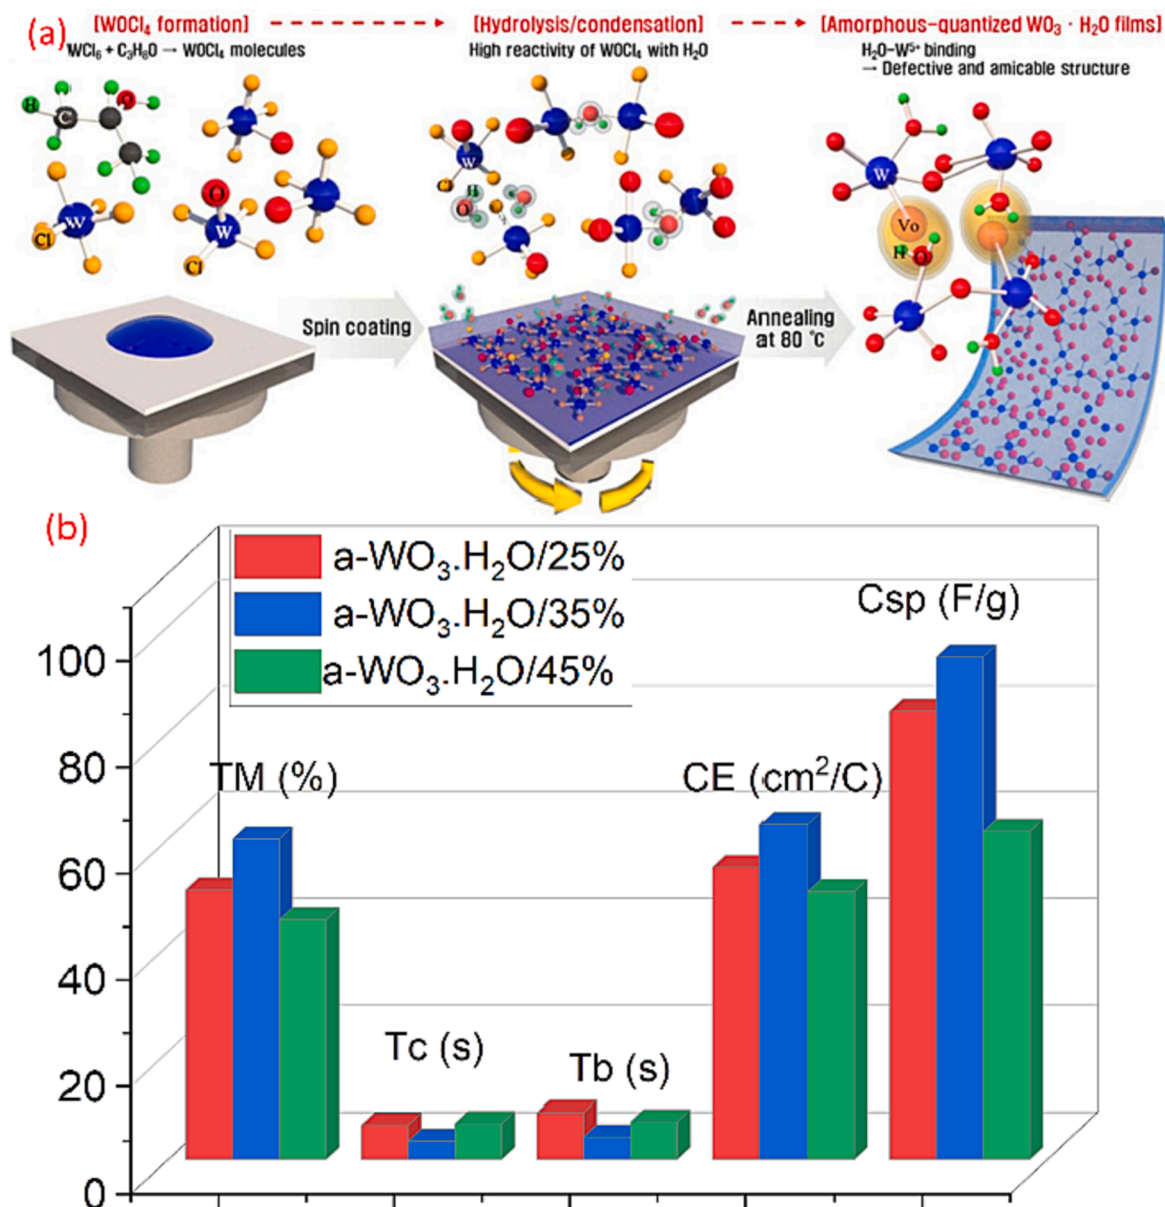 (a)
[WOCl₄ formation]
[Hydrolysis/condensation]
[Amorphous-quantized WO₃ · H₂O films]
WCl₆ + C₃H₈O → WOCl₄ molecules
High reactivity of WOCl₄ with H₂O
H₂O-W⁵⁺ binding
→ Defective and amicable structure
H
C
O
W
Cl
O
W
Cl
W
Cl
H
O
W
Vo
H
O
Spin coating
Annealing
at 80 °c
(b)
a-WO₃.H₂O/25%
a-WO₃.H₂O/35%
a-WO₃.H₂O/45%
Csp (F/g)
TM (%)
CE (cm²/C)
Tc (s)
Tb (s)
100
80
60
40
20
0